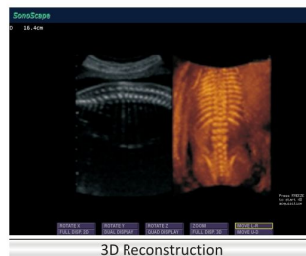 SonoScape
D 16.4cm
Press FREEZE
to start 4D
acquisition
ROTATE X ROTATE Y ROTATE Z ZOOM MOVE L-R
FULL DISP 2D DUAL DISPLAY QUAD DISPLAY FULL DISP 3D MOVE U-D
3D Reconstruction